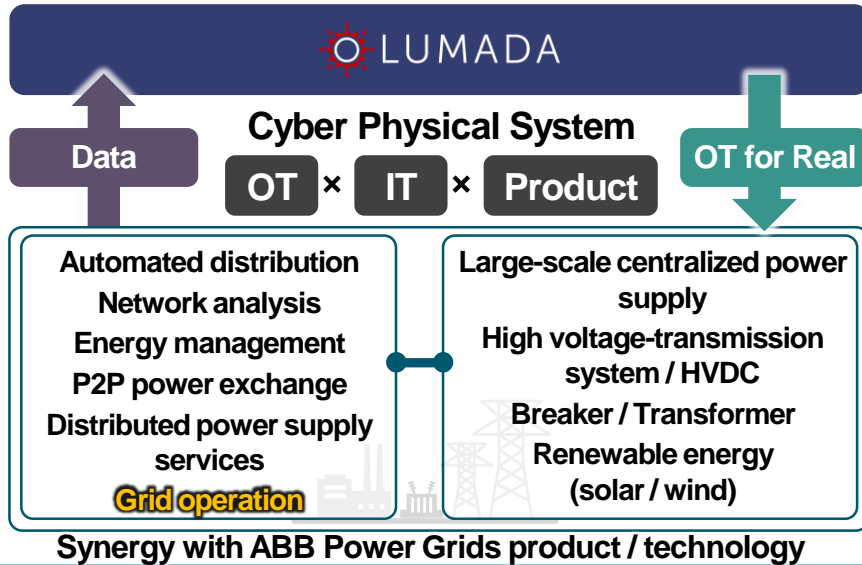 LUMADA
Data
Cyber Physical System
OT × IT × Product
OT for Real
Automated distribution
Network analysis
Energy management
P2P power exchange
Distributed power supply
services
Grid operation
Large-scale centralized power
supply
High voltage-transmission
system / HVDC
Breaker / Transformer
Renewable energy
(solar / wind)
Synergy with ABB Power Grids product / technology